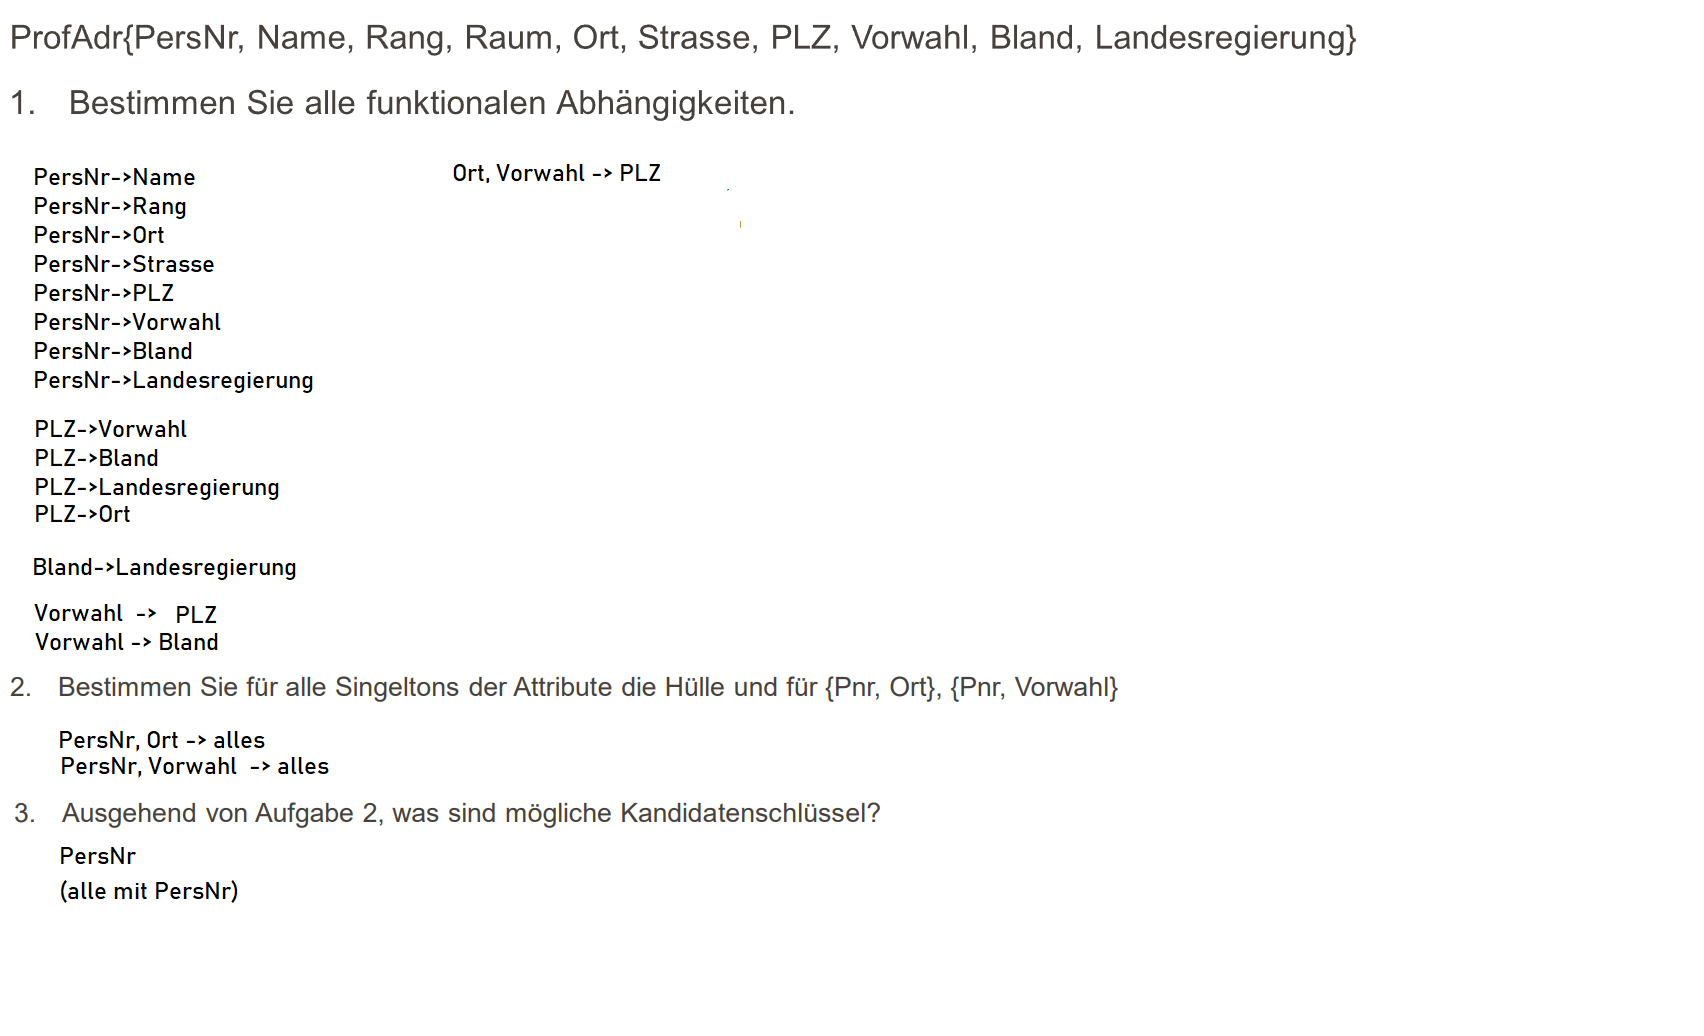 ProfAdr{PersNr, Name, Rang, Raum, Ort, Strasse, PLZ, Vorwahl, Bland, Landesregierung}
1. Bestimmen Sie alle funktionalen Abhängigkeiten.
PersNr->Name
PersNr->Rang
PersNr->Ort
PersNr->Strasse
PersNr->PLZ
PersNr->Vorwahl
PersNr->Bland
PersNr->Landesregierung
PLZ->Vorwahl
PLZ->Bland
PLZ->Landesregierung
PLZ->Ort
Bland->Landesregierung
Vorwahl -> PLZ
Vorwahl -> Bland
Ort, Vorwahl -> PLZ
2. Bestimmen Sie für alle Singeltons der Attribute die Hülle und für {Pnr, Ort}, {Pnr, Vorwahl}
PersNr, Ort -> alles
PersNr, Vorwahl -> alles
3. Ausgehend von Aufgabe 2, was sind mögliche Kandidatenschlüssel?
PersNr
(alle mit PersNr)